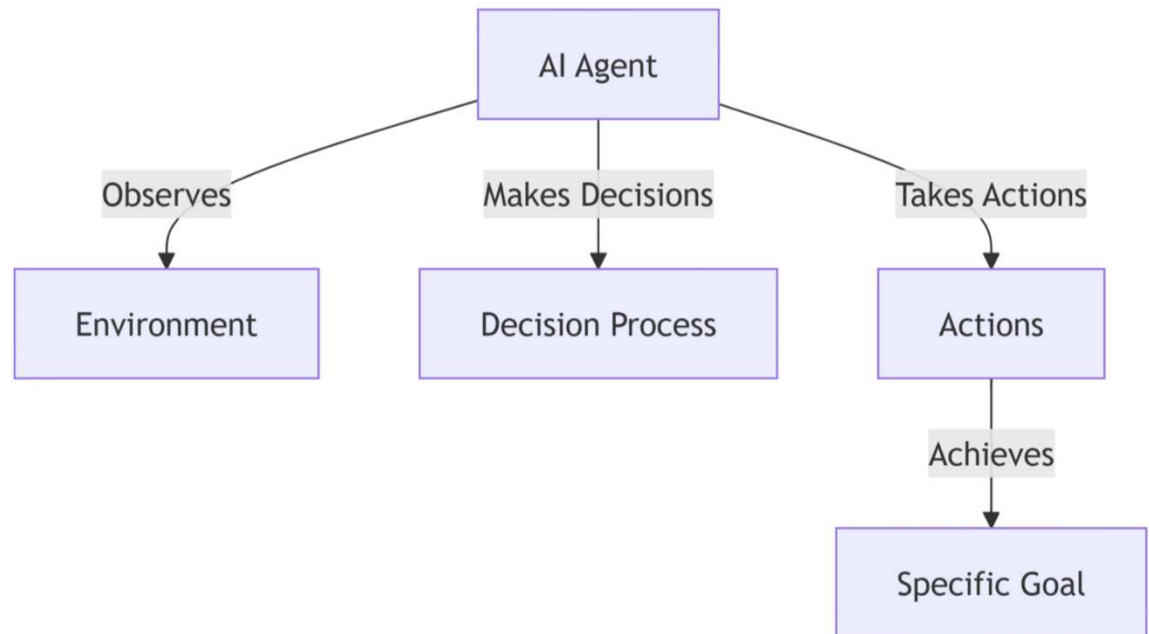 AI Agent
Observes
Makes Decisions
Takes Actions
Environment
Decision Process
Actions
Achieves
Specific Goal